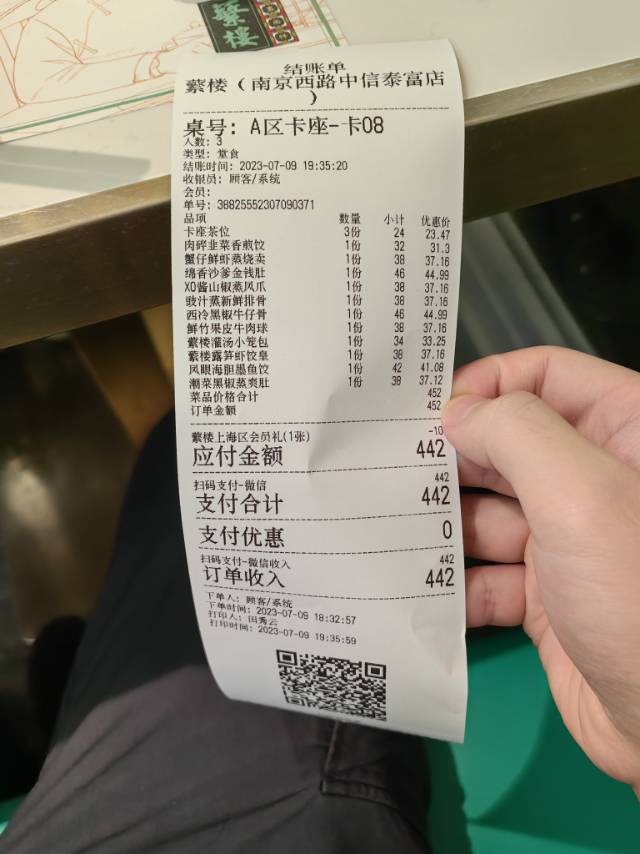 繄楼
结账单
繄楼(南京西路中信泰富店
)
桌号: A区卡座-卡08
人数: 3
类型: 堂食
结账时间: 2023-07-09 19:35:20
收银员: 顾客/系统
会员:
单号: 38825552307090371
品项 数量 小计 优惠价
卡座茶位 3份 24 23.47
肉碎韭菜香煎饺 1份 32 31.3
蟹仔鲜虾蒸烧卖 1份 38 37.16
绵香沙爹金钱肚 1份 46 44.99
XO酱山椒蒸凤爪 1份 38 37.16
豉汁蒸新鲜排骨 1份 38 37.16
西冷黑椒牛仔骨 1份 46 44.99
鲜竹果皮牛肉球 1份 38 37.16
繄楼灌汤小笼包 1份 34 33.25
繄楼露笋虾饺皇 1份 38 37.16
凤眼海胆墨鱼饺 1份 42 41.08
潮菜黑椒蒸爽肚 1份 38 37.12
菜品价格合计 452
订单金额 452
繄楼上海区会员礼(1张) -10
应付金额 442
扫码支付-微信 442
支付合计 442
支付优惠 0
扫码支付-微信收入 442
订单收入 442
下单人: 顾客/系统
下单时间: 2023-07-09 18:32:57
打印人: 田秀云
打印时间: 2023-07-09 19:35:59